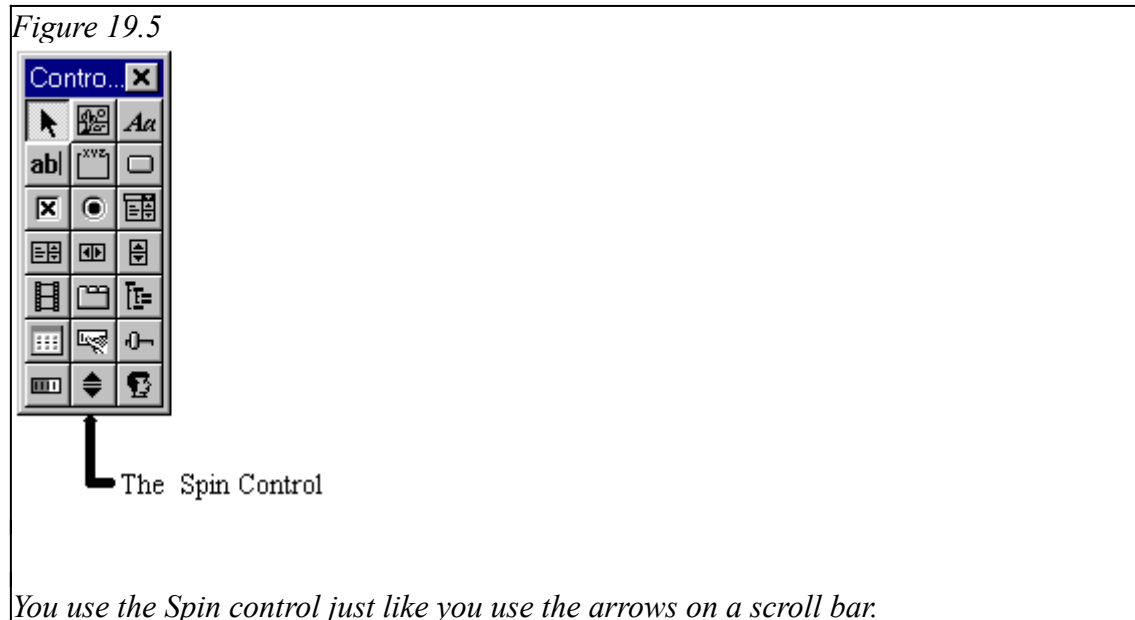 Figure 19.5
Contro...
Aa
ab|
XYZ
The Spin Control
You use the Spin control just like you use the arrows on a scroll bar.